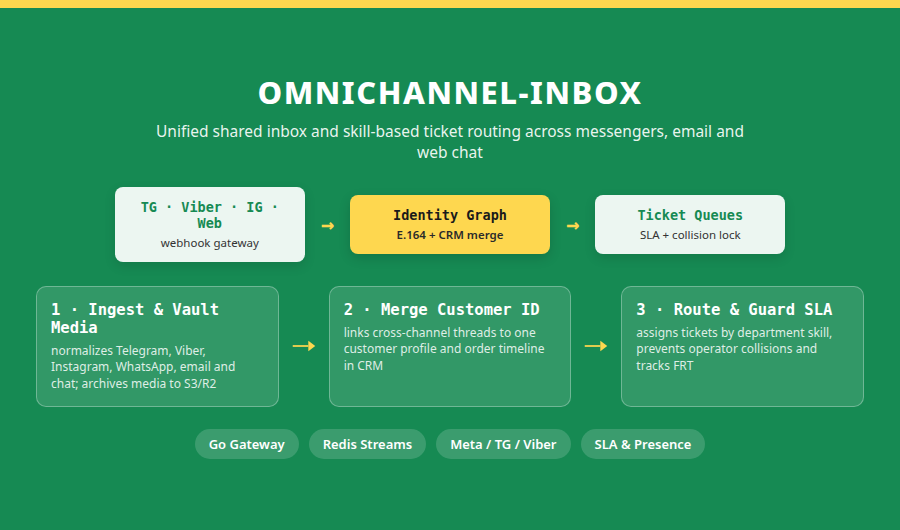 OMNICHANNEL-INBOX
Unified shared inbox and skill-based ticket routing across messengers, email and
web chat
TG · Viber · IG ·
Web
webhook gateway
→
Identity Graph
E.164 + CRM merge
→
Ticket Queues
SLA + collision lock
1 · Ingest & Vault
Media
normalizes Telegram, Viber,
Instagram, WhatsApp, email and
chat; archives media to S3/R2
2 · Merge Customer ID
links cross-channel threads to one
customer profile and order timeline
in CRM
3 · Route & Guard SLA
assigns tickets by department skill,
prevents operator collisions and
tracks FRT
Go Gateway
Redis Streams
Meta / TG / Viber
SLA & Presence